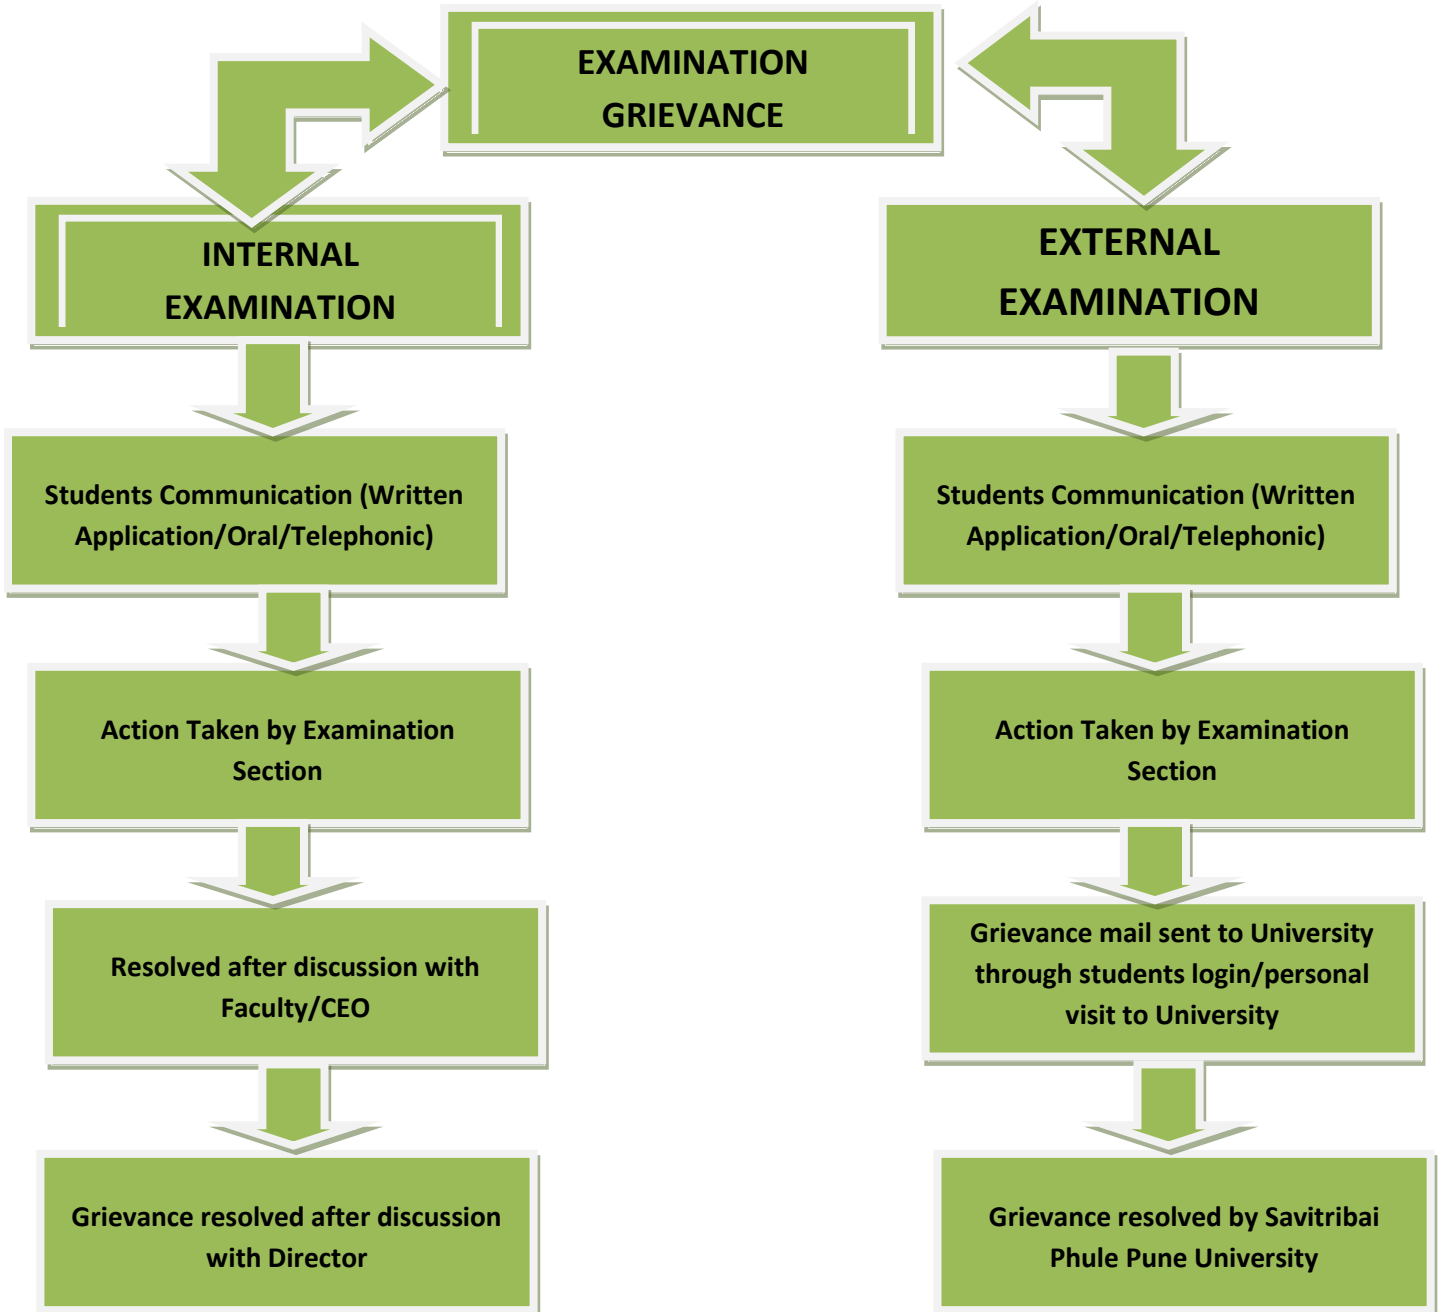 EXAMINATION
GRIEVANCE
INTERNAL
EXAMINATION
Students Communication (Written
Application/Oral/Telephonic)
Action Taken by Examination
Section
Resolved after discussion with
Faculty/CEO
Grievance resolved after discussion
with Director
EXTERNAL
EXAMINATION
Students Communication (Written
Application/Oral/Telephonic)
Action Taken by Examination
Section
Grievance mail sent to University
through students login/personal
visit to University
Grievance resolved by Savitribai
Phule Pune University